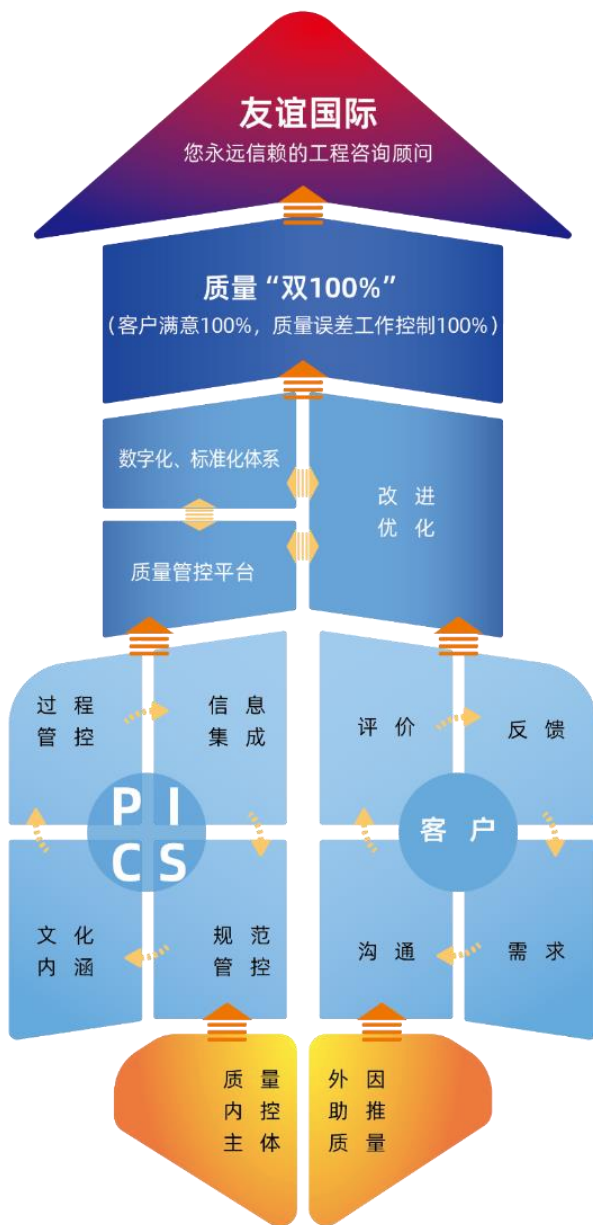 友谊国际
您永远信赖的工程咨询顾问
质量“双100%”
（客户满意100%，质量误差工作控制100%）
数字化、标准化体系
质量管控平台
改进
优化
过程
管控
信息
集成
PI
CS
文化
内涵
规范
管控
评价
反馈
客户
沟通
需求
质量
内控
主体
外因
助推
质量